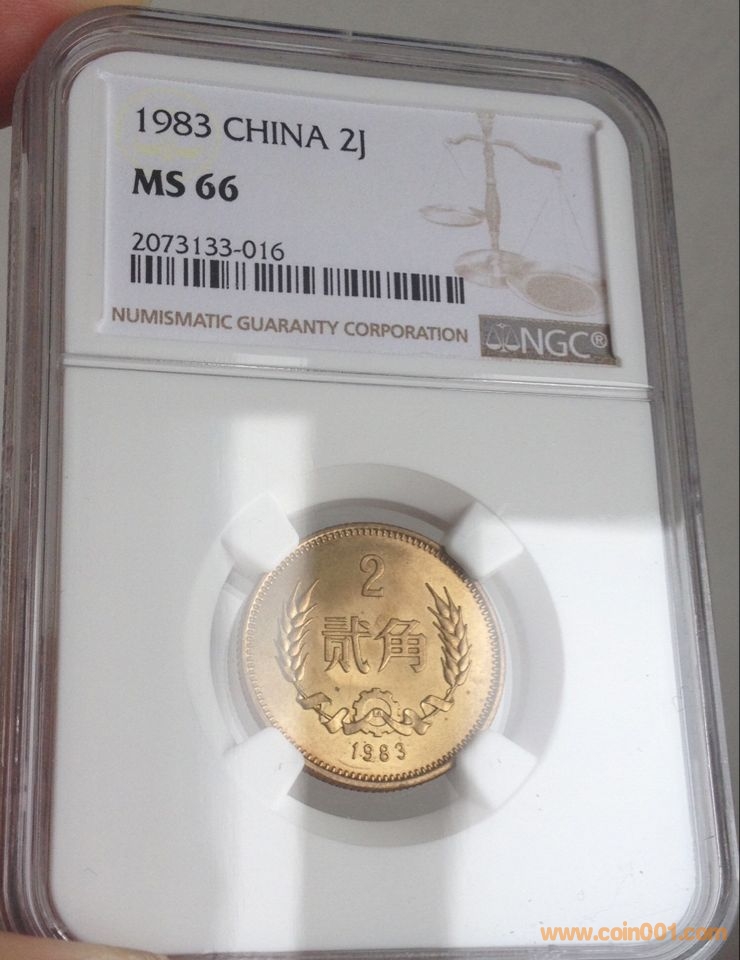 1983 CHINA 2J
MS 66
2073133-016
NUMISMATIC GUARANTY CORPORATION
NGC®
2
贰角
1983
www.coin001.com